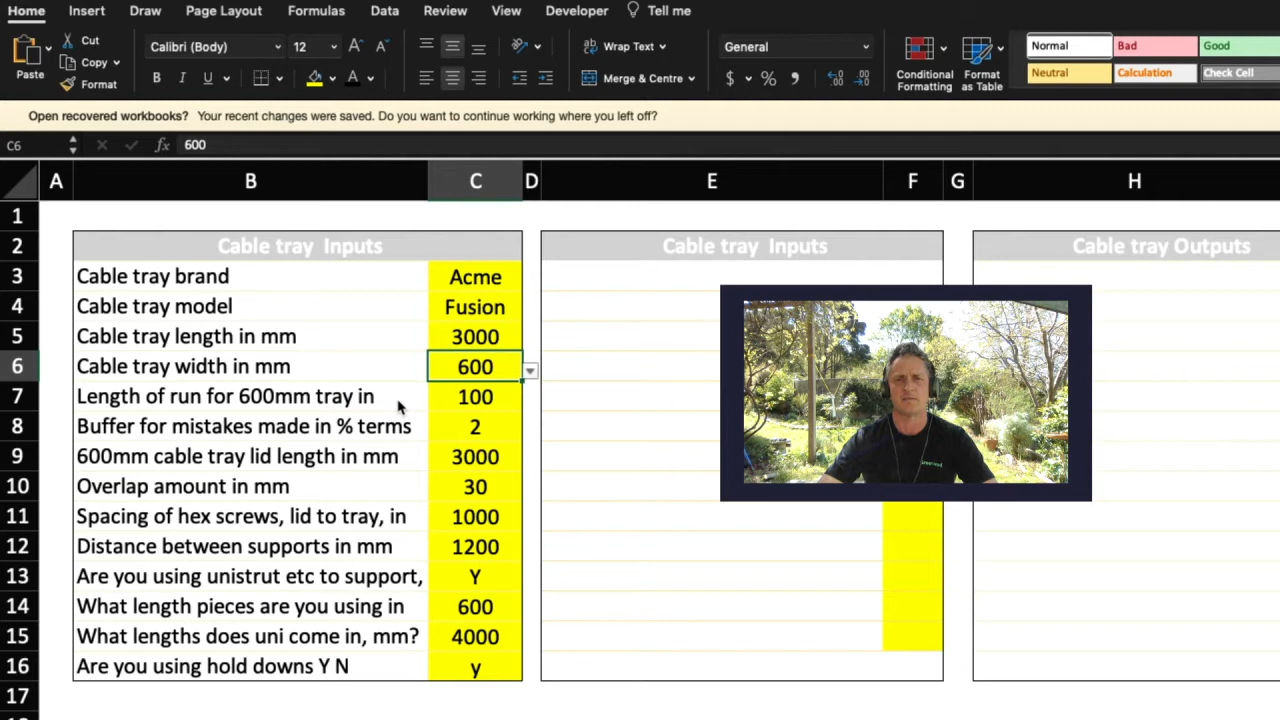 Home Insert Draw Page Layout Formulas Data Review View Developer Tell me
Paste
Cut
Copy
Format
Calibri (Body) 12
B I U
Wrap Text
Merge & Centre
General
$ % ,
Conditional Formatting
Format as Table
Normal Bad Good
Neutral Calculation Check Cell
Open recovered workbooks? Your recent changes were saved. Do you want to continue working where you left off?
C6 fx 600
A B C D E F G H
1
2 Cable tray Inputs Cable tray Inputs Cable tray Outputs
3 Cable tray brand Acme
4 Cable tray model Fusion
5 Cable tray length in mm 3000
6 Cable tray width in mm 600
7 Length of run for 600mm tray in 100
8 Buffer for mistakes made in % terms 2
9 600mm cable tray lid length in mm 3000
10 Overlap amount in mm 30
11 Spacing of hex screws, lid to tray, in 1000
12 Distance between supports in mm 1200
13 Are you using unistrut etc to support, Y
14 What length pieces are you using in 600
15 What lengths does uni come in, mm? 4000
16 Are you using hold downs Y N y
17